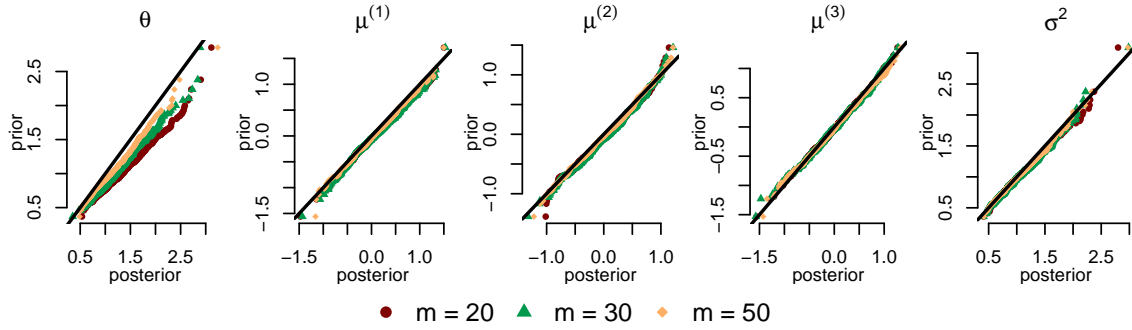 θ
prior
0.5 1.5 2.5
0.5 1.5 2.5
posterior
μ(1)
prior
−1.5 0.0 1.0
−1.5 0.0 1.0
posterior
μ(2)
prior
−1.0 0.0 1.0
−1.0 0.0 1.0
posterior
μ(3)
prior
−1.5 −0.5 0.5
−1.5 0.0 1.0
posterior
σ2
prior
0.5 1.5 2.5
0.5 1.5 2.5
posterior
m = 20 m = 30 m = 50